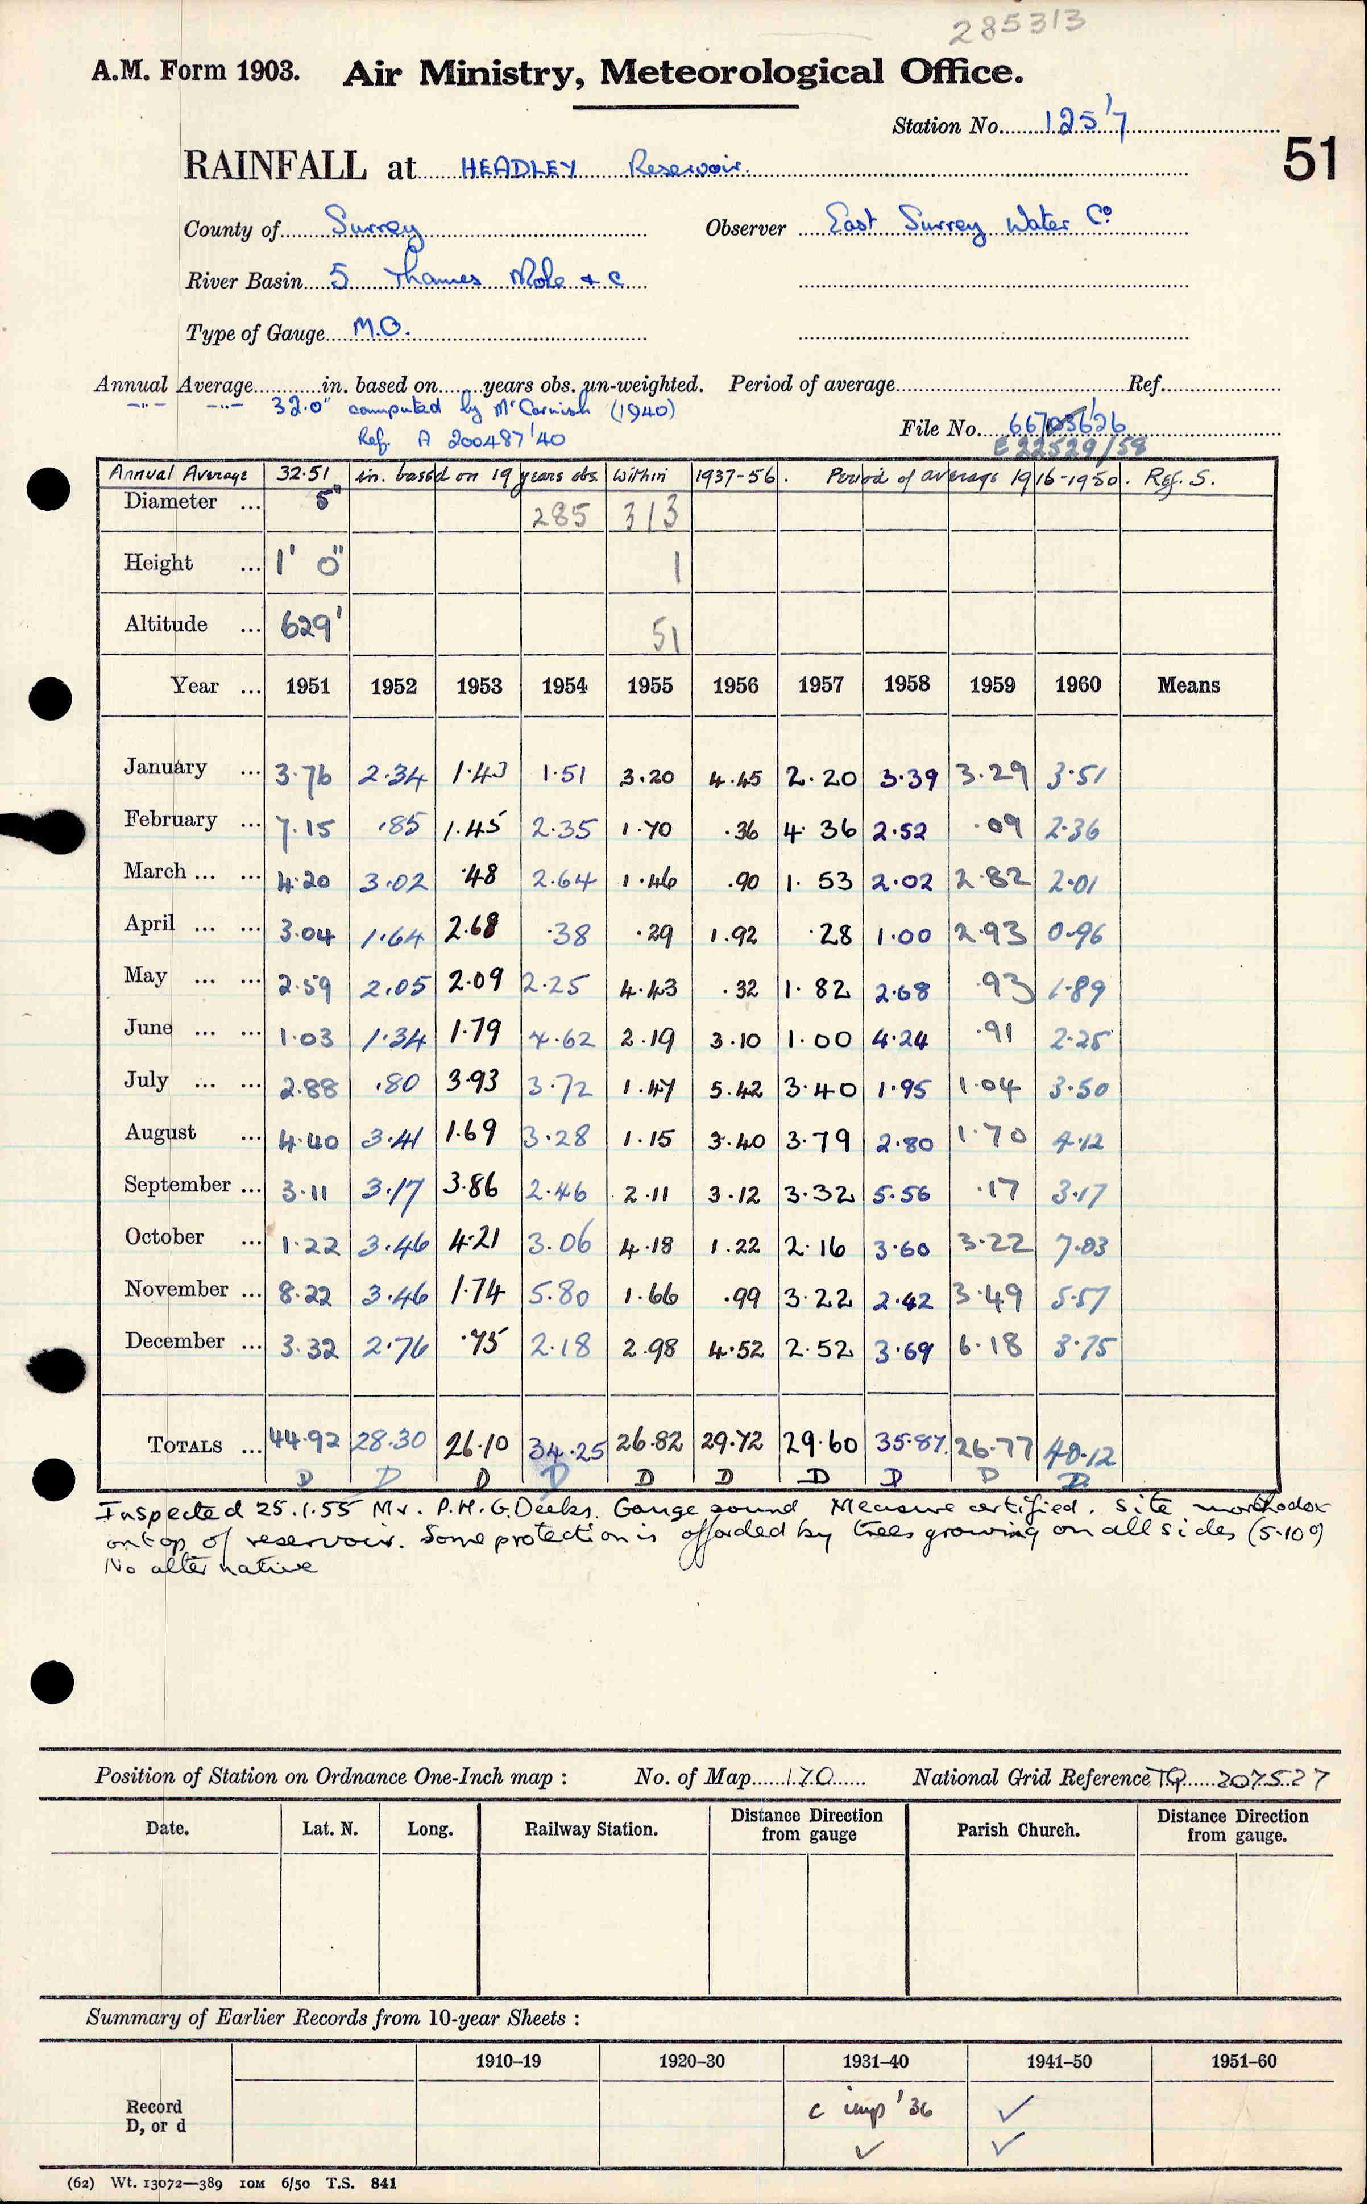 285313
A.M. Form 1903. Air Ministry, Meteorological Office.
Station No. 125/7
51
RAINFALL at HEADLEY Reservoir.
County of Surrey Observer East Surrey Water Co
River Basin 5 Thames Mole & c
Type of Gauge M.O.
Annual Average in. based on years obs. un-weighted. Period of average Ref.
-"- -"- 32.0" computed by Mr Carnish (1940)
Ref. A 200487/40
File No.
E 22529/58
Annual Average 32.51 in. based on 19 years obs. within 1937-56. Period of average 1916-1950. Ref. S.
Diameter ... 5" 285 313
Height ... 1' 0" 1
Altitude ... 629' 51
Year ... 1951 1952 1953 1954 1955 1956 1957 1958 1959 1960 Means
January ... 3.76 2.34 1.43 1.51 3.20 4.45 2.20 3.39 3.29 3.51
February ... 7.15 .85 1.45 2.35 1.70 .36 4.36 2.52 .09 2.36
March ... ... 4.20 3.02 .48 2.64 1.46 .90 1.53 2.02 2.82 2.01
April ... ... 3.04 1.64 2.68 .38 .29 1.92 .28 1.00 2.93 0.96
May ... ... 2.59 2.05 2.09 2.25 4.43 .32 1.82 2.68 .93 1.89
June ... ... 1.03 1.34 1.79 4.62 2.19 3.10 1.00 4.24 .91 2.25
July ... ... 2.88 .80 3.93 3.72 1.47 5.42 3.40 1.95 1.04 3.50
August ... 4.40 3.41 1.69 3.28 1.15 3.40 3.79 2.80 1.70 4.12
September ... 3.11 3.17 3.86 2.46 2.11 3.12 3.32 5.56 .17 3.17
October ... 1.22 3.46 4.21 3.06 4.18 1.22 2.16 3.60 3.22 7.03
November ... 8.22 3.46 1.74 5.80 1.66 .99 3.22 2.42 3.49 5.57
December ... 3.32 2.76 .75 2.18 2.98 4.52 2.52 3.69 6.18 3.75
TOTALS ... 44.92 28.30 26.10 34.25 26.82 29.72 29.60 35.87 26.77 40.12
D D D D D D D D D D
Inspected 25.1.55 Mr. P.H.G. Deeks. Gauge sound Measure certified. Site unorthodox
on top of reservoir. Some protection is afforded by trees growing on all sides (5-10°)
No alternative
Position of Station on Ordnance One-Inch map : No. of Map 170 National Grid Reference TQ 207527
Date. Lat. N. Long. Railway Station. Distance Direction from gauge Parish Church. Distance Direction from gauge.
Summary of Earlier Records from 10-year Sheets :
1910–19 1920–30 1931–40 1941–50 1951–60
Record c imp '36 ✓
D, or d ✓ ✓
(62) Wt. 13072—389 10M 6/50 T.S. 841